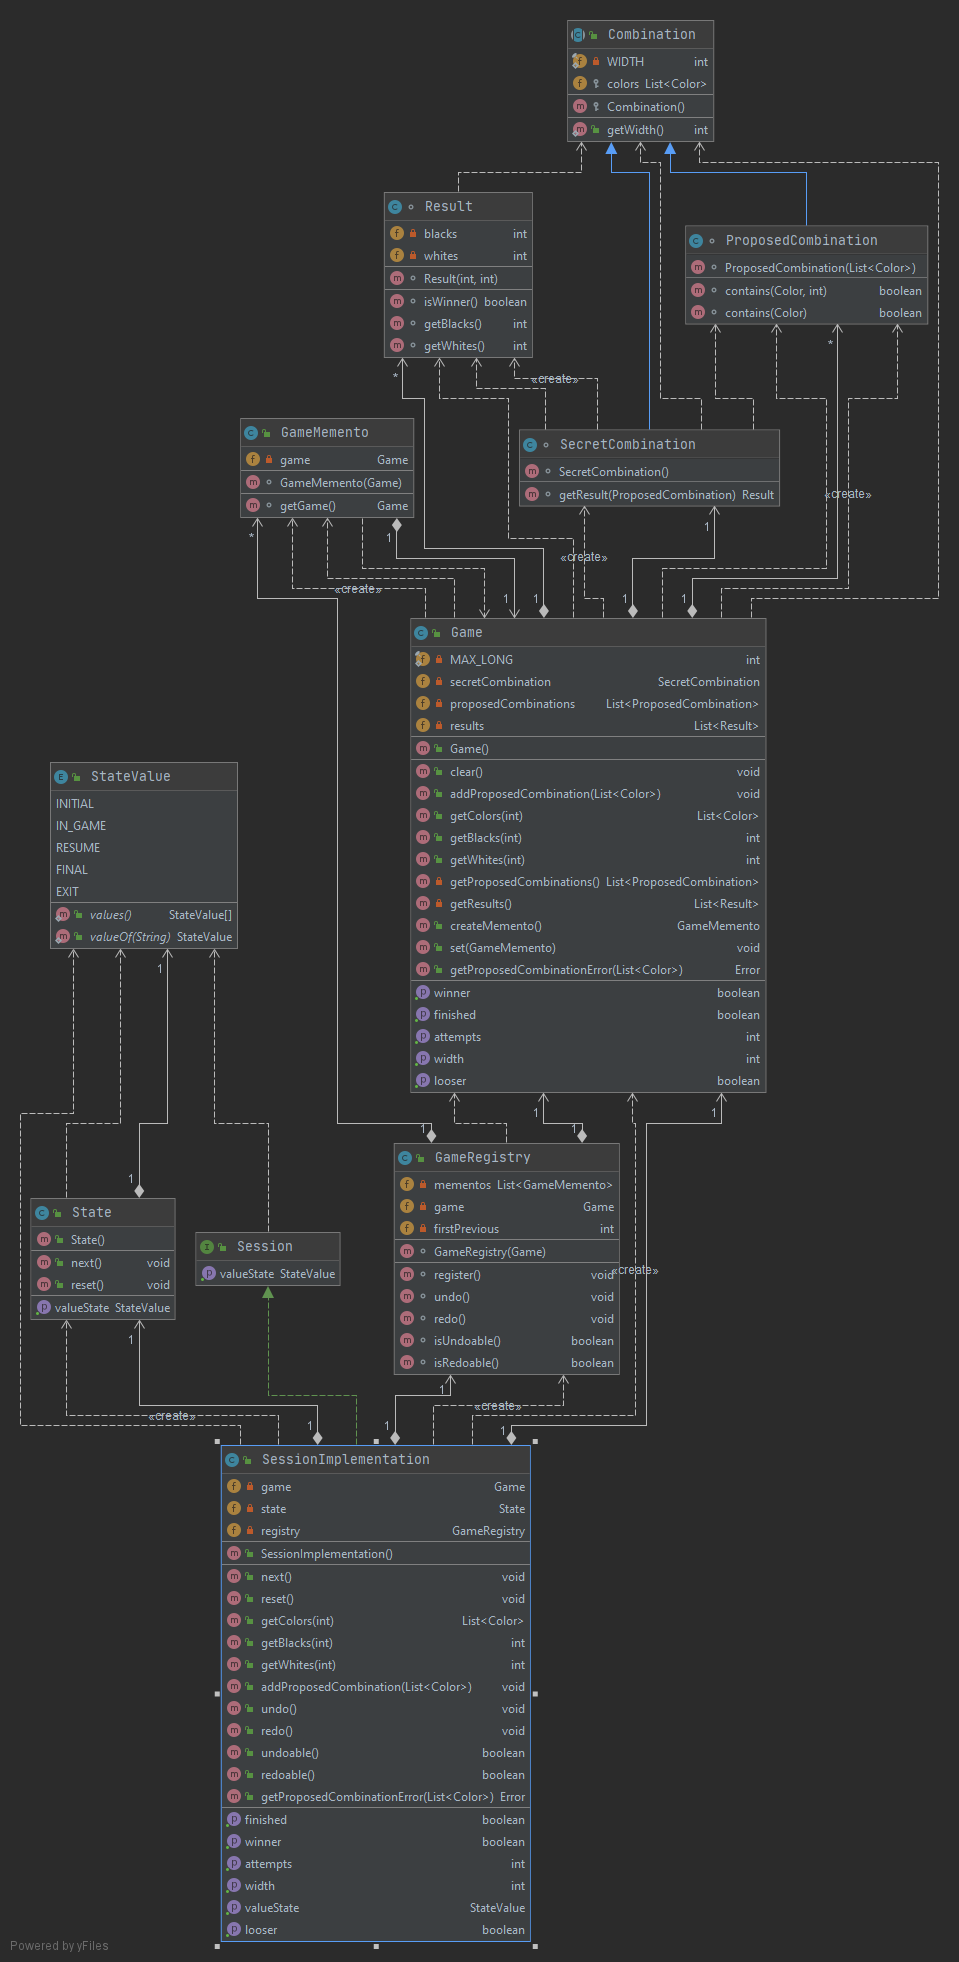 Combination
WIDTH int
colors List<Color>
Combination()
getWidth() int
Result
blacks int
whites int
Result(int, int)
isWinner() boolean
getBlacks() int
getWhites() int
ProposedCombination
ProposedCombination(List<Color>)
contains(Color, int) boolean
contains(Color) boolean
*
*
«create»
GameMemento
game Game
GameMemento(Game)
getGame() Game
SecretCombination
SecretCombination()
getResult(ProposedCombination) Result
«create»
*
1
1
«create»
«create»
1
1
1
1
Game
MAX_LONG int
secretCombination SecretCombination
proposedCombinations List<ProposedCombination>
results List<Result>
Game()
clear() void
addProposedCombination(List<Color>) void
getColors(int) List<Color>
getBlacks(int) int
getWhites(int) int
getProposedCombinations() List<ProposedCombination>
getResults() List<Result>
createMemento() GameMemento
set(GameMemento) void
getProposedCombinationError(List<Color>) Error
winner boolean
finished boolean
attempts int
width int
looser boolean
StateValue
INITIAL
IN_GAME
RESUME
FINAL
EXIT
values() StateValue[]
valueOf(String) StateValue
1
1
1
1
1
1
GameRegistry
mementos List<GameMemento>
game Game
firstPrevious int
GameRegistry(Game)
register() void
undo() void
redo() void
isUndoable() boolean
isRedoable() boolean
«create»
State
State()
next() void
reset() void
valueState StateValue
Session
valueState StateValue
1
1
«create»
«create»
1
1
1
SessionImplementation
game Game
state State
registry GameRegistry
SessionImplementation()
next() void
reset() void
getColors(int) List<Color>
getBlacks(int) int
getWhites(int) int
addProposedCombination(List<Color>) void
undo() void
redo() void
undoable() boolean
redoable() boolean
getProposedCombinationError(List<Color>) Error
finished boolean
winner boolean
attempts int
width int
valueState StateValue
looser boolean
Powered by yFiles